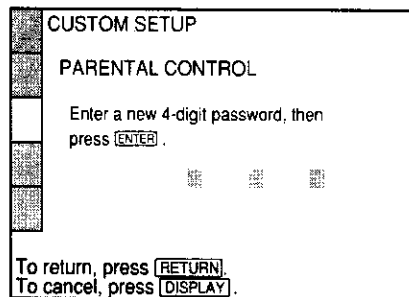 CUSTOM SETUP
PARENTAL CONTROL
Enter a new 4-digit password, then
press ENTER .
To return, press RETURN.
To cancel, press DISPLAY .